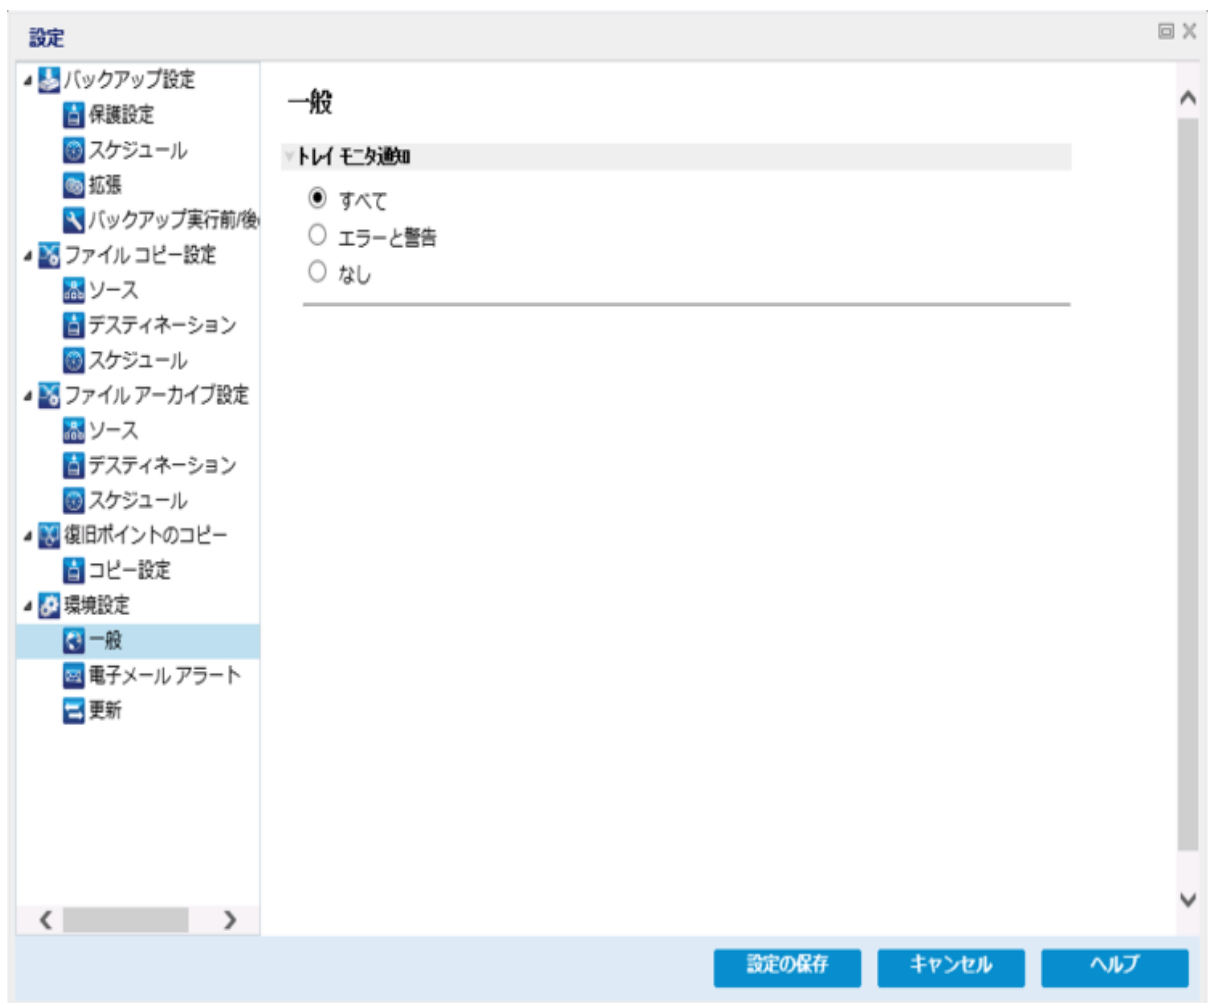 設定
バックアップ設定
保護設定
スケジュール
拡張
バックアップ実行前/後
ファイル コピー設定
ソース
デスティネーション
スケジュール
ファイル アーカイブ設定
ソース
デスティネーション
スケジュール
復旧ポイントのコピー
コピー設定
環境設定
一般
電子メール アラート
更新
一般
トレイ モニタ通知
すべて
エラーと警告
なし
設定の保存
キャンセル
ヘルプ